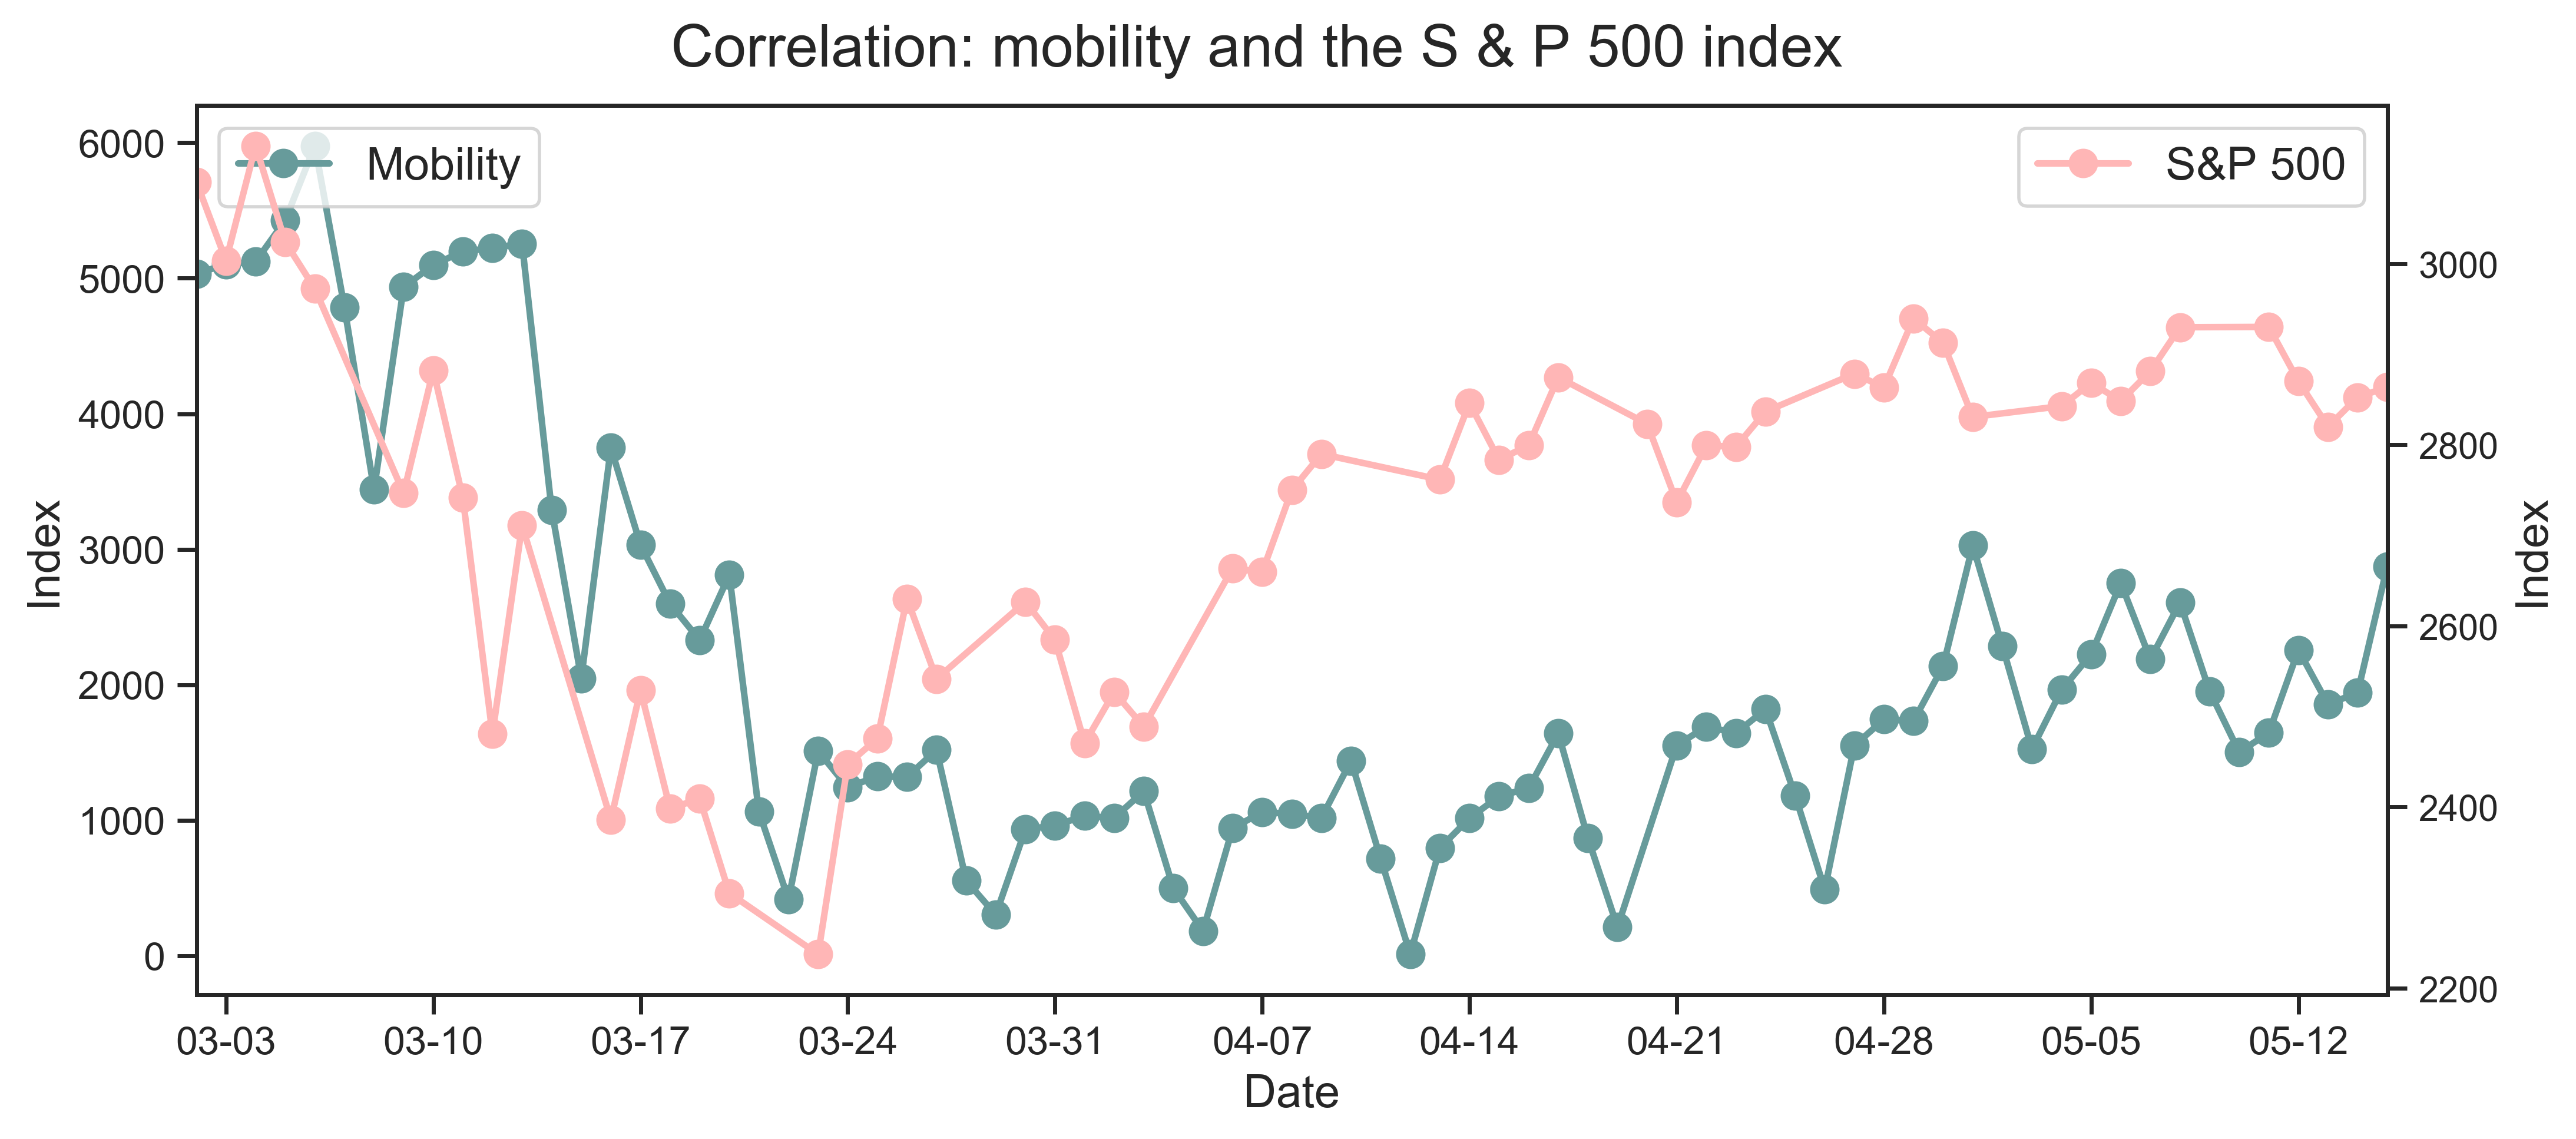 Correlation: mobility and the S & P 500 index
Mobility
S&P 500
6000
5000
4000
3000
2000
1000
0
Index
3000
2800
2600
2400
2200
Index
03-03 03-10 03-17 03-24 03-31 04-07 04-14 04-21 04-28 05-05 05-12
Date